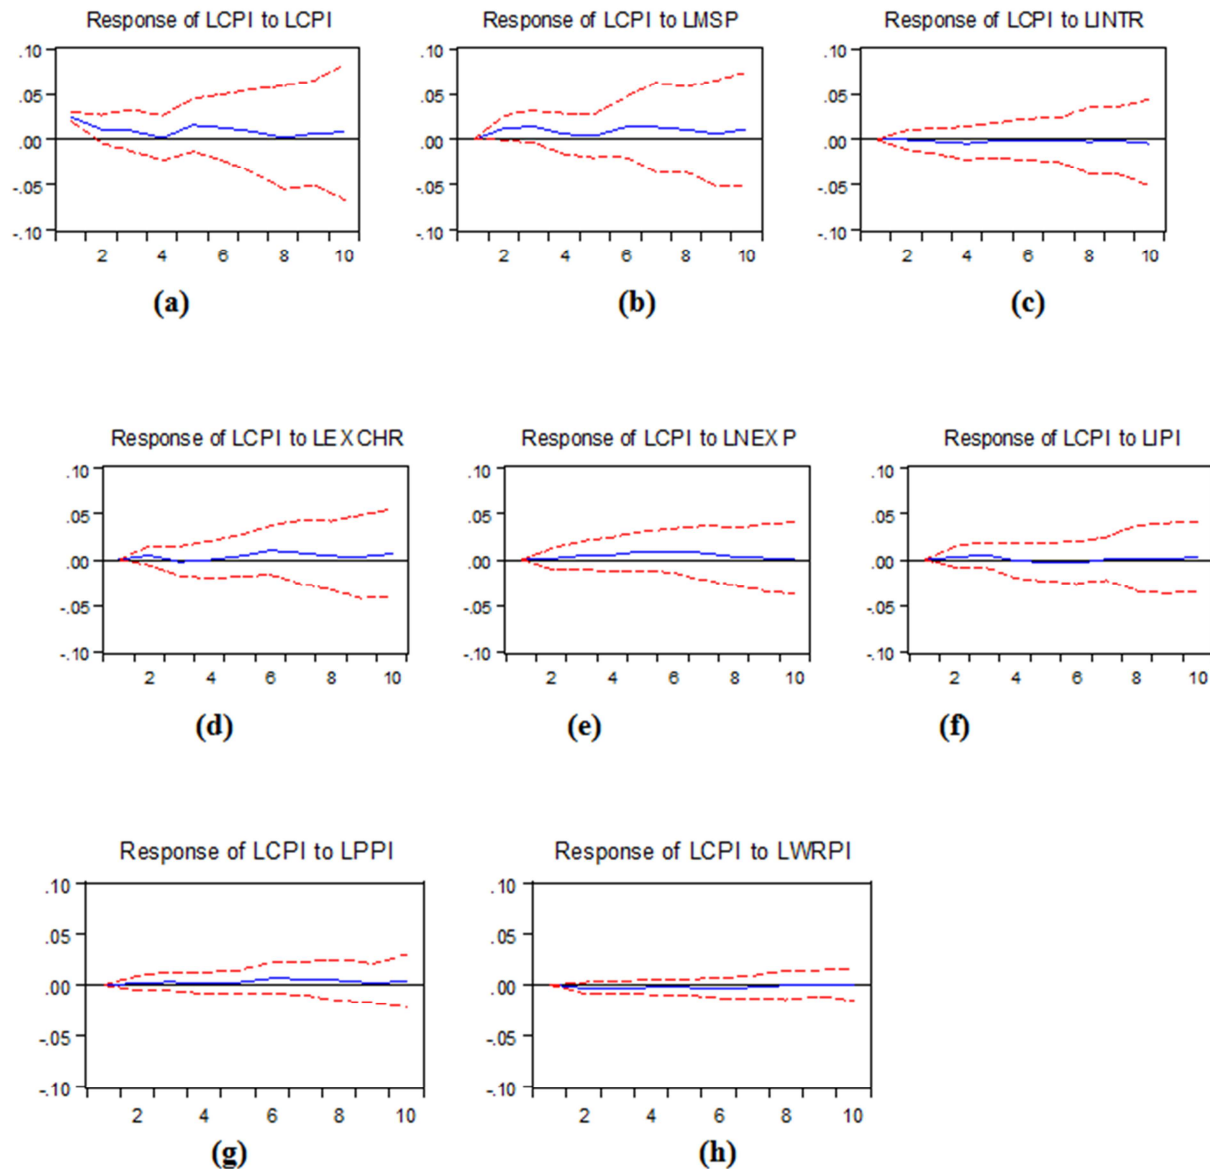 Response of LCPI to LCPI
.10
.05
.00
-.05
-.10
2 4 6 8 10
(a)
Response of LCPI to LMSP
.10
.05
.00
-.05
-.10
2 4 6 8 10
(b)
Response of LCPI to LINTR
.10
.05
.00
-.05
-.10
2 4 6 8 10
(c)
Response of LCPI to LEXCHR
.10
.05
.00
-.05
-.10
2 4 6 8 10
(d)
Response of LCPI to LNEXP
.10
.05
.00
-.05
-.10
2 4 6 8 10
(e)
Response of LCPI to LIPI
.10
.05
.00
-.05
-.10
2 4 6 8 10
(f)
Response of LCPI to LPPI
.10
.05
.00
-.05
-.10
2 4 6 8 10
(g)
Response of LCPI to LWRPI
.10
.05
.00
-.05
-.10
2 4 6 8 10
(h)